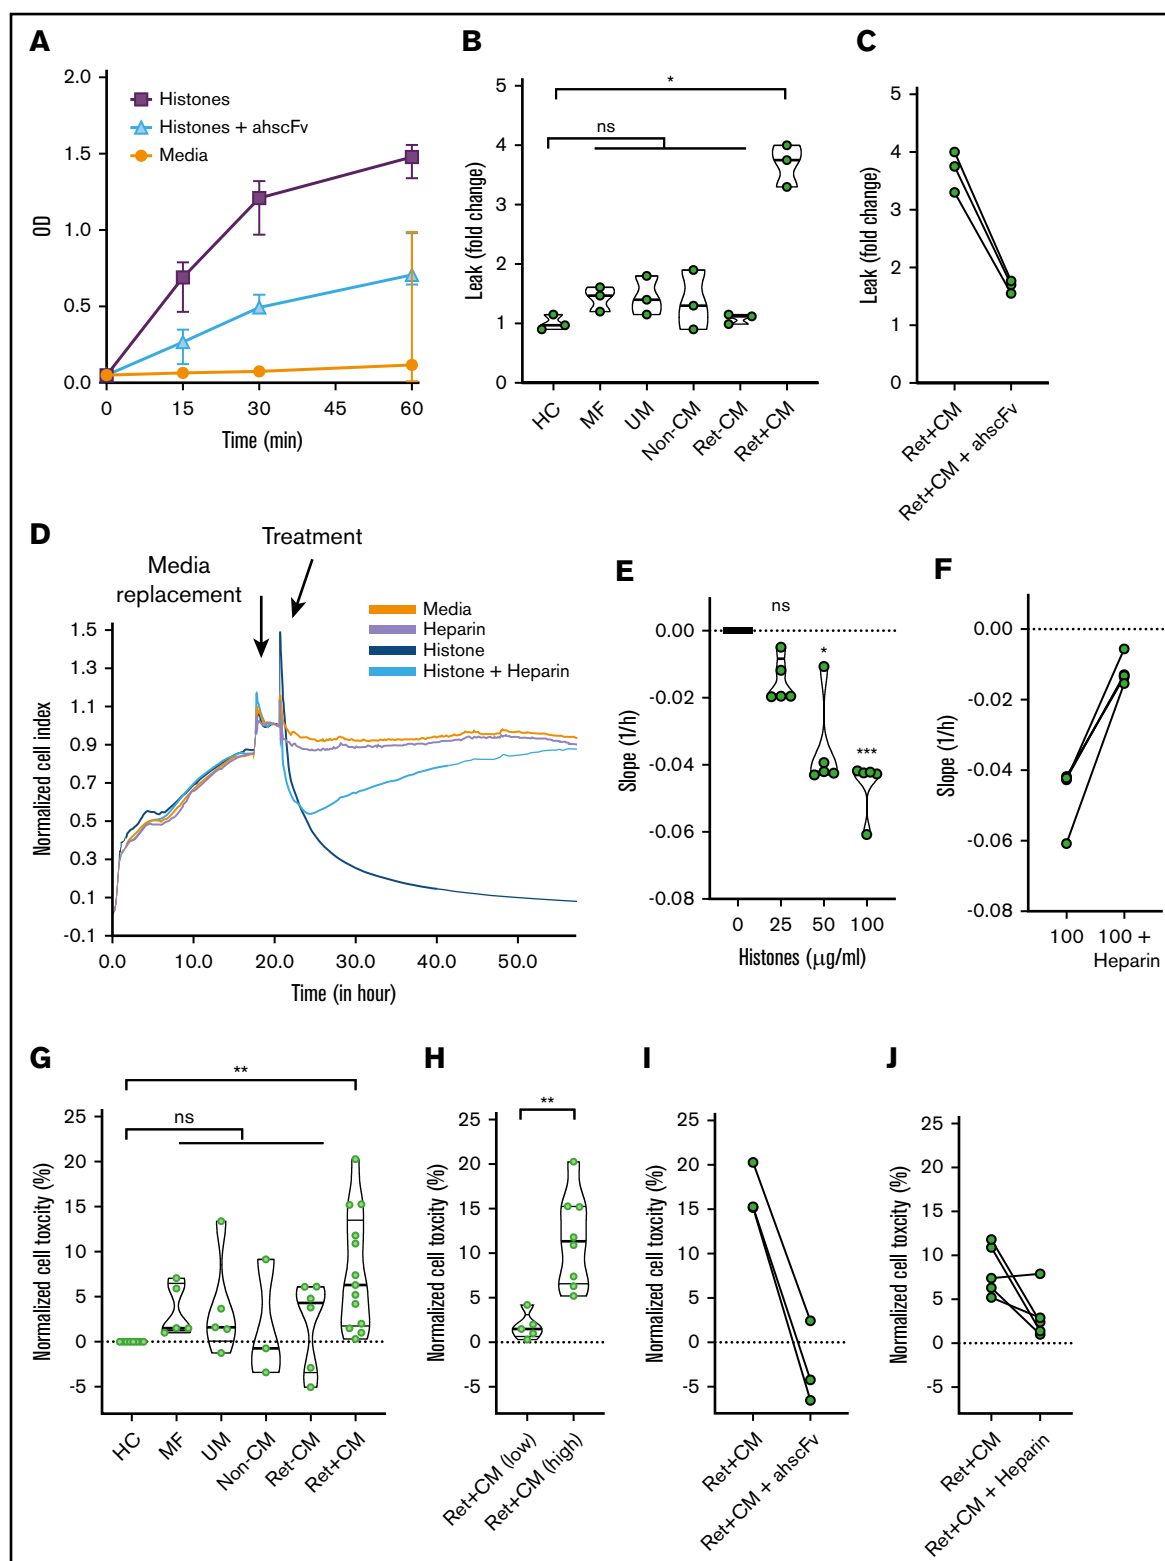 A
2.0
1.5
1.0
0.5
0.0
OD
0
15
30
45
60
Time (min)
Histones
Histones + ahscFv
Media
B
5
4
3
2
1
0
Leak (fold change)
*
ns
HC
MF
UM
Non-CM
Ret-CM
Ret+CM
C
5
4
3
2
1
0
Leak (fold change)
Ret+CM
Ret+CM + ahscFv
D
Treatment
Media
replacement
Media
Heparin
Histone
Histone + Heparin
1.5
1.3
1.1
0.9
0.7
0.5
0.3
0.1
-0.1
Normalized cell index
0.0
10.0
20.0
30.0
40.0
50.0
Time (in hour)
E
ns
*
***
0.00
-0.02
-0.04
-0.06
-0.08
Slope (1/h)
0
25
50
100
Histones (μg/ml)
F
0.00
-0.02
-0.04
-0.06
-0.08
Slope (1/h)
100
100 +
Heparin
G
**
ns
25
20
15
10
5
0
-5
Normalized cell toxcity (%)
HC
MF
UM
Non-CM
Ret-CM
Ret+CM
H
**
25
20
15
10
5
0
-5
Normalized cell toxcity (%)
Ret+CM (low)
Ret+CM (high)
I
25
20
15
10
5
0
-5
Normalized cell toxcity (%)
Ret+CM
Ret+CM + ahscFv
J
25
20
15
10
5
0
-5
Normalized cell toxcity (%)
Ret+CM
Ret+CM + Heparin